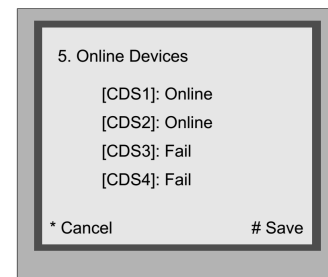 5. Online Devices
[CDS1]: Online
[CDS2]: Online
[CDS3]: Fail
[CDS4]: Fail
* Cancel # Save